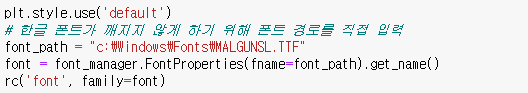 plt.style.use('default')
# 한글 폰트가 깨지지 않게 하기 위해 폰트 경로를 직접 입력
font_path = "c:₩Windows₩Fonts₩MALGUNSL.TTF"
font = font_manager.FontProperties(fname=font_path).get_name()
rc('font', family=font)